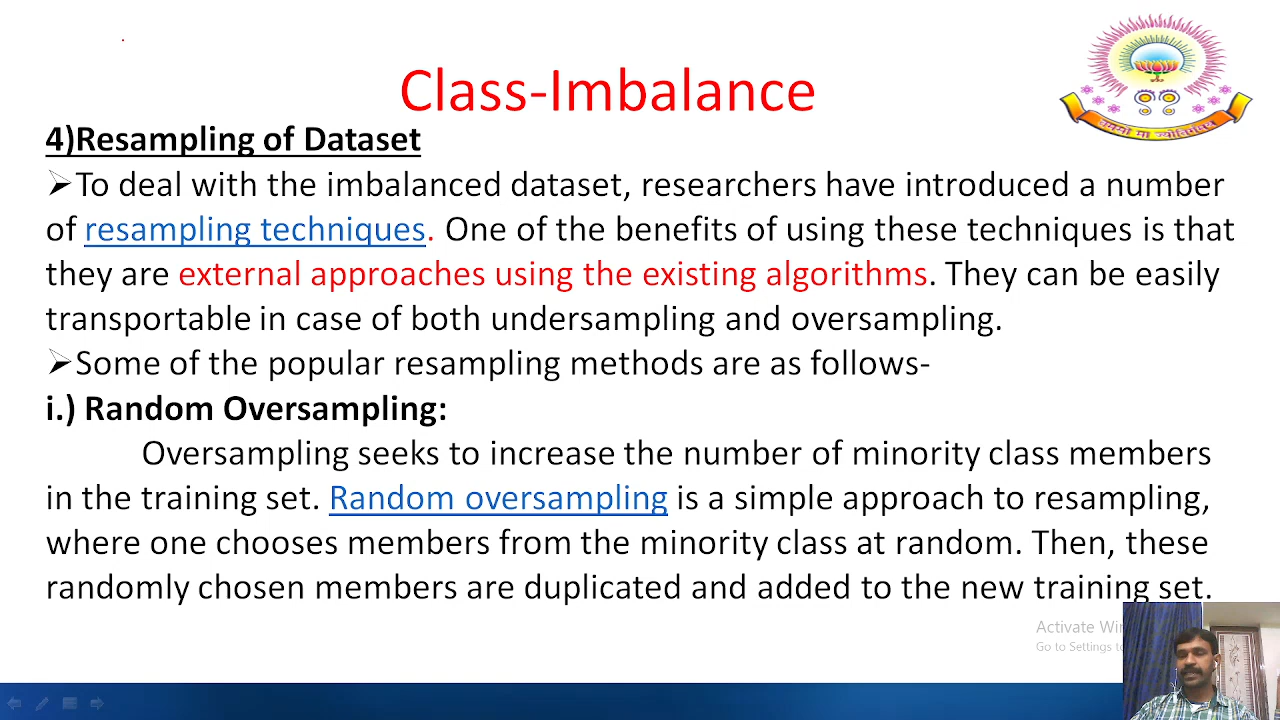 Class-Imbalance
4)Resampling of Dataset
➢To deal with the imbalanced dataset, researchers have introduced a number
of resampling techniques. One of the benefits of using these techniques is that
they are external approaches using the existing algorithms. They can be easily
transportable in case of both undersampling and oversampling.
➢Some of the popular resampling methods are as follows-
i.) Random Oversampling:
Oversampling seeks to increase the number of minority class members
in the training set. Random oversampling is a simple approach to resampling,
where one chooses members from the minority class at random. Then, these
randomly chosen members are duplicated and added to the new training set.
Activate
Go to Settings